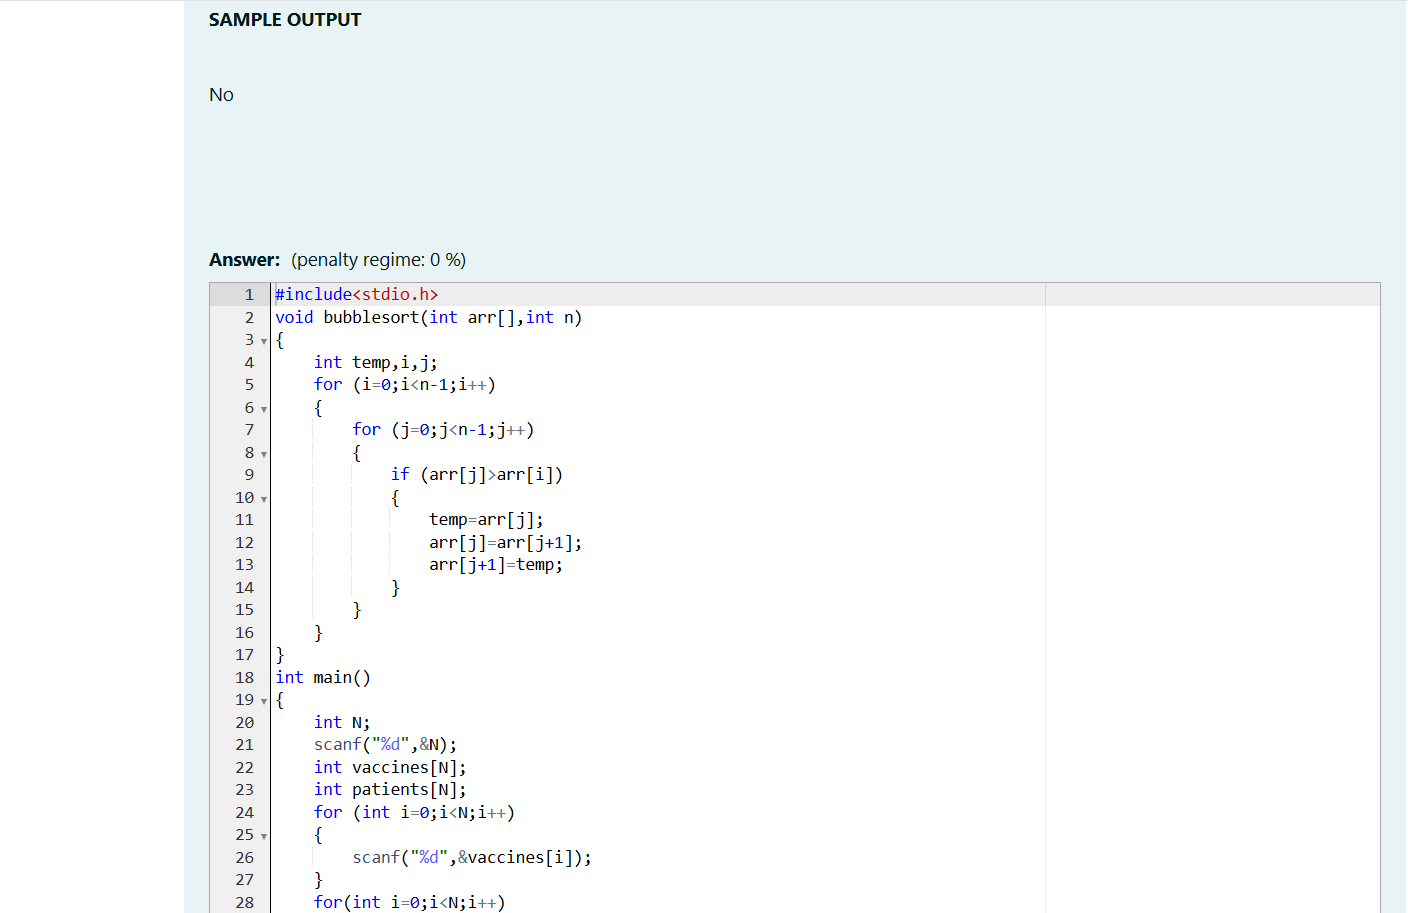 SAMPLE OUTPUT
No
Answer: (penalty regime: 0 %)
1 #include<stdio.h>
2 void bubblesort(int arr[],int n)
3 {
4     int temp,i,j;
5     for (i=0;i<n-1;i++)
6     {
7         for (j=0;j<n-1;j++)
8         {
9             if (arr[j]>arr[i])
10             {
11                 temp=arr[j];
12                 arr[j]=arr[j+1];
13                 arr[j+1]=temp;
14             }
15         }
16     }
17 }
18 int main()
19 {
20     int N;
21     scanf("%d",&N);
22     int vaccines[N];
23     int patients[N];
24     for (int i=0;i<N;i++)
25     {
26         scanf("%d",&vaccines[i]);
27     }
28     for(int i=0;i<N;i++)